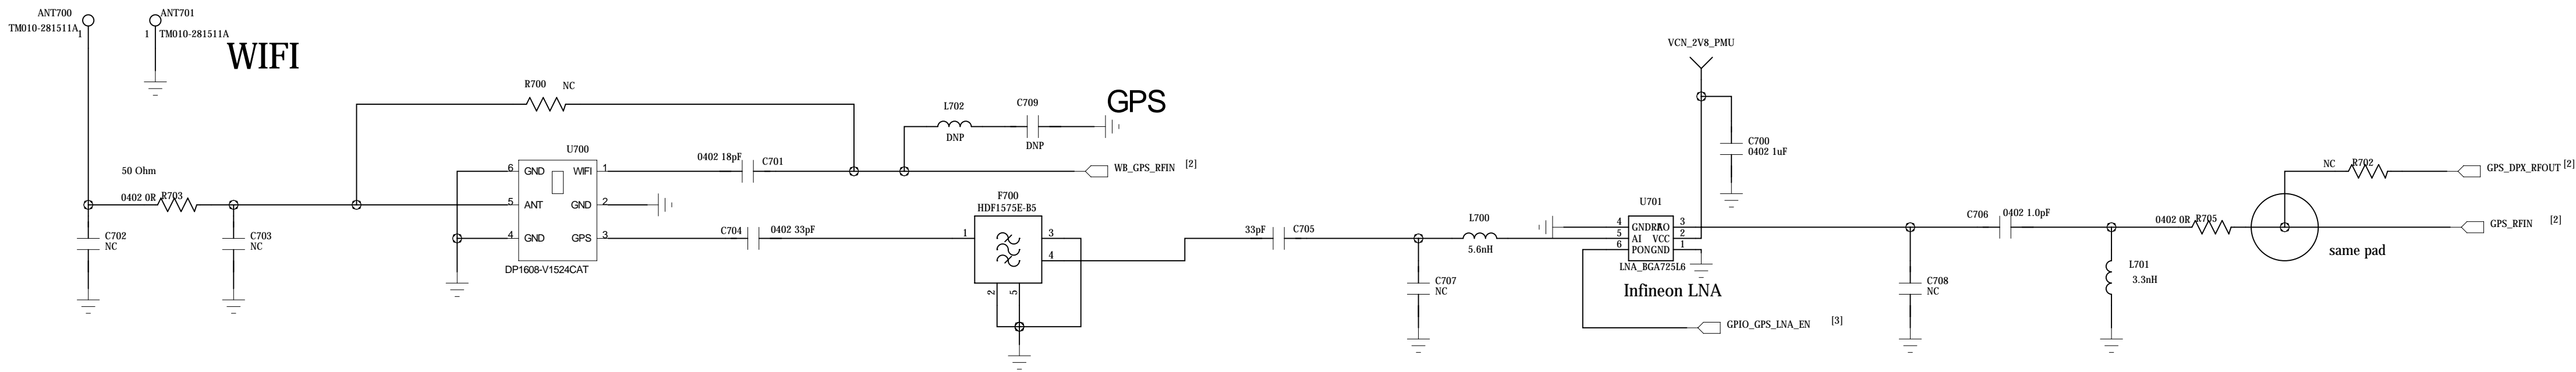 ANT700
TM010-281511A
1
ANT701
1 TM010-281511A
WIFI
50 Ohm
0402 0R R703
C702
NC
C703
NC
R700 NC
U700
6 GND WIFI 1
5 ANT GND 2
4 GND GPS 3
DP1608-V1524CAT
0402 18pF C701
L702
DNP
C709
DNP
GPS
WB_GPS_RFIN [2]
C704 0402 33pF
F700
HDF1575E-B5
1 3
4
2 5
33pF C705
C707
NC
L700
5.6nH
VCN_2V8_PMU
C700
0402 1uF
U701
4 GND 3
5 AI VCC 2
6 PON GND 1
LNA_BGA725L6
Infineon LNA
GPIO_GPS_LNA_EN [3]
C708
NC
C706 0402 1.0pF
L701
3.3nH
0402 0R R705
same pad
NC R702
GPS_DPX_RFOUT [2]
GPS_RFIN [2]